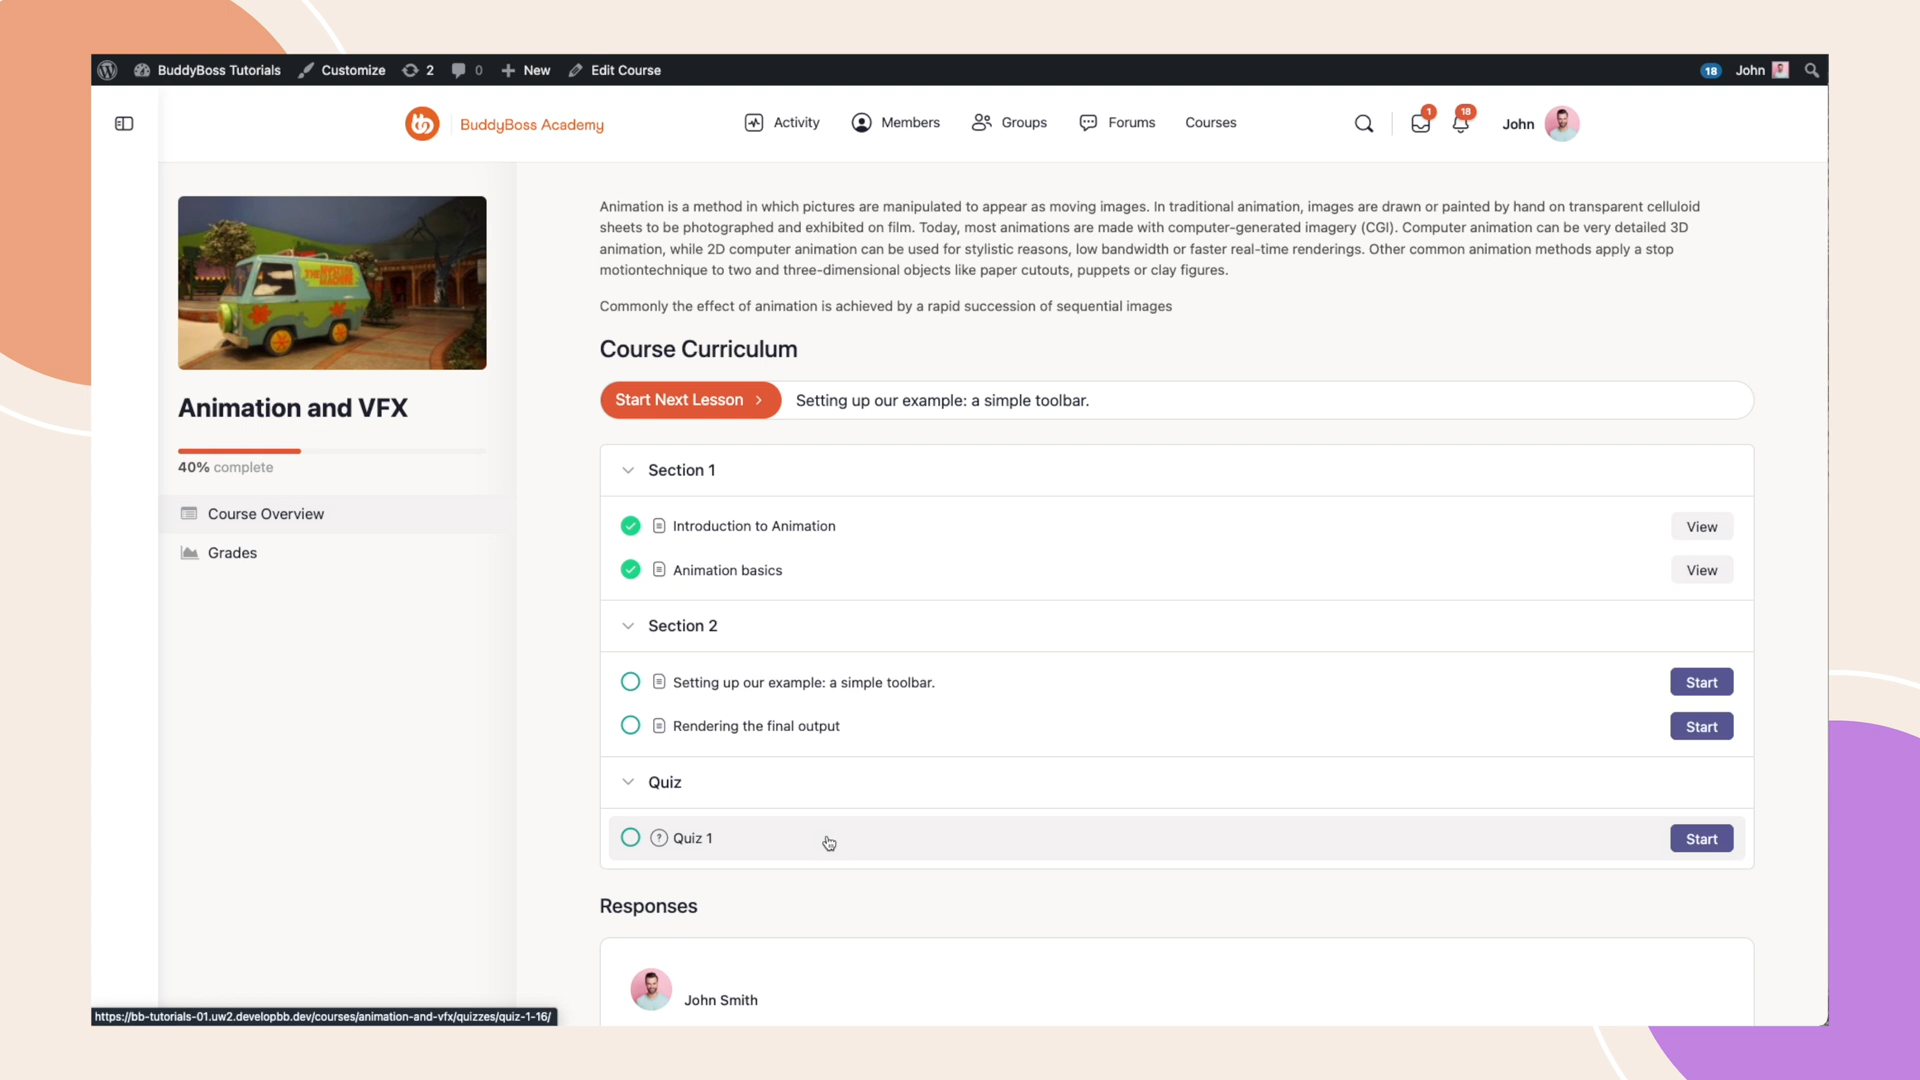 BuddyBoss Tutorials Customize 2 0 New Edit Course 18 John
BuddyBoss Academy Activity Members Groups Forums Courses 1 18 John
THE MYSTERY MACHINE
Animation and VFX
40% complete
Course Overview
Grades
Animation is a method in which pictures are manipulated to appear as moving images. In traditional animation, images are drawn or painted by hand on transparent celluloid
sheets to be photographed and exhibited on film. Today, most animations are made with computer-generated imagery (CGI). Computer animation can be very detailed 3D
animation, while 2D computer animation can be used for stylistic reasons, low bandwidth or faster real-time renderings. Other common animation methods apply a stop
motiontechnique to two and three-dimensional objects like paper cutouts, puppets or clay figures.
Commonly the effect of animation is achieved by a rapid succession of sequential images
Course Curriculum
Start Next Lesson Setting up our example: a simple toolbar.
Section 1
Introduction to Animation View
Animation basics View
Section 2
Setting up our example: a simple toolbar. Start
Rendering the final output Start
Quiz
Quiz 1 Start
Responses
John Smith
https://bb-tutorials-01.uw2.developbb.dev/courses/animation-and-vfx/quizzes/quiz-1-16/